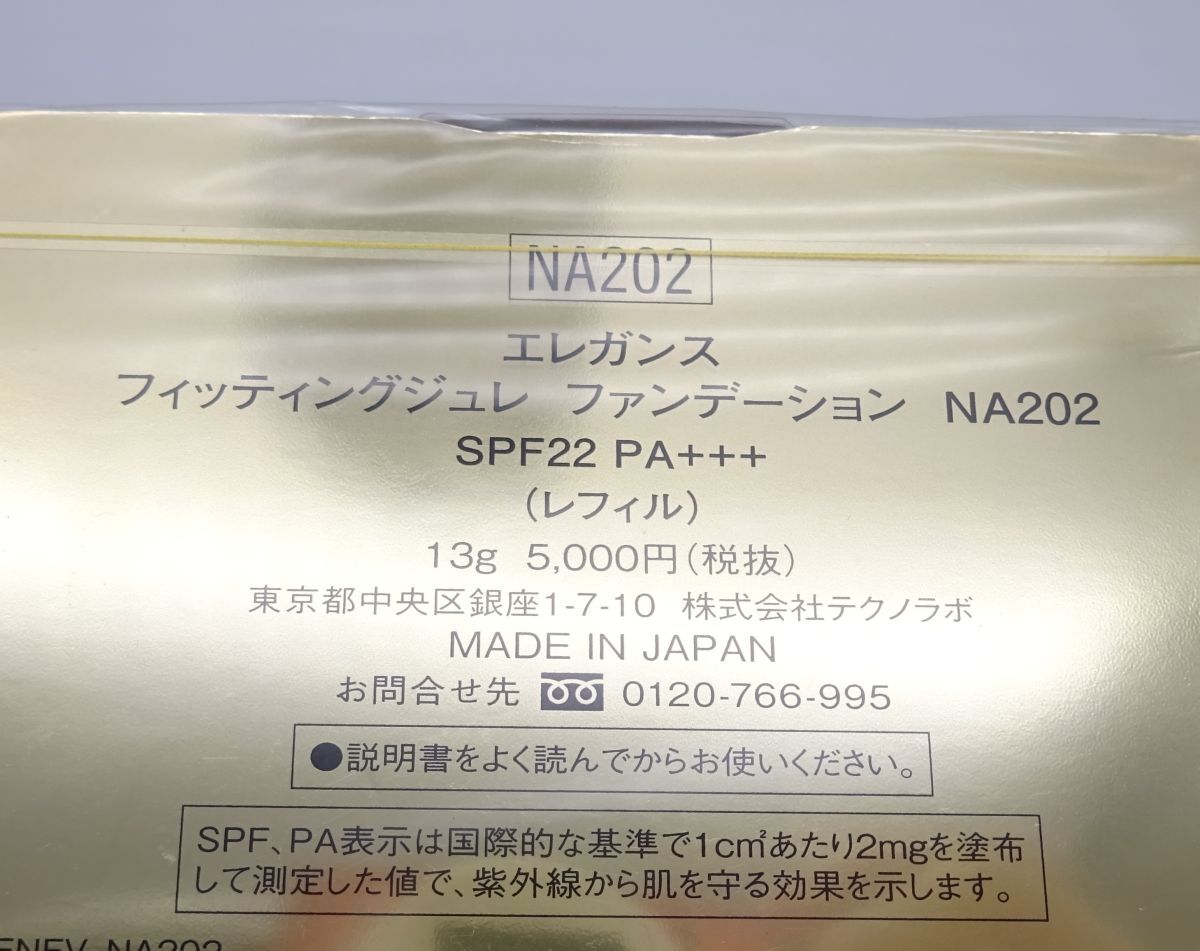 NA202
エレガンス
フィッティングジュレ ファンデーション NA202
SPF22 PA+++
(レフィル)
13g 5,000円(税抜)
東京都中央区銀座1-7-10 株式会社テクノラボ
MADE IN JAPAN
お問合せ先 0120-766-995
●説明書をよく読んでからお使いください。
SPF、PA表示は国際的な基準で1c㎡あたり2mgを塗布
して測定した値で、紫外線から肌を守る効果を示します。
NA202